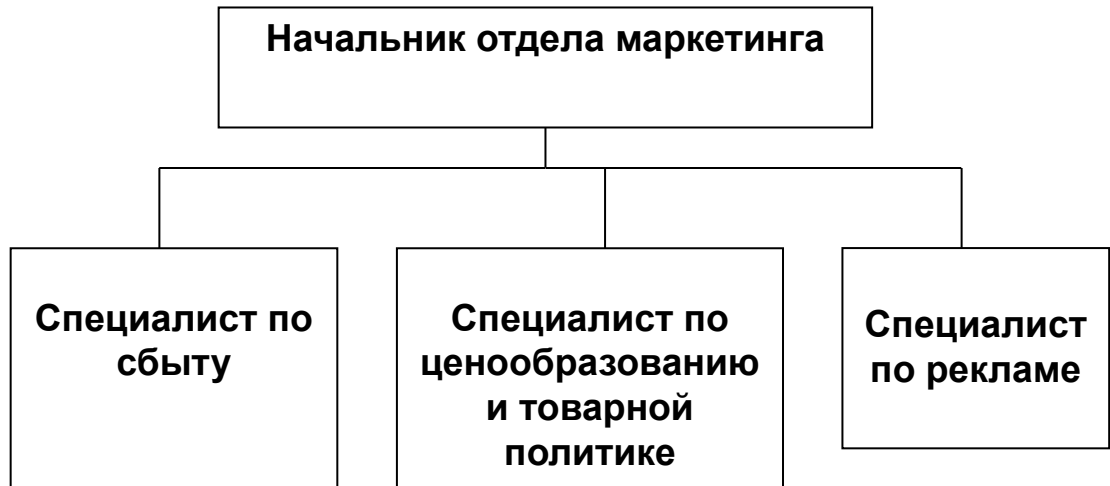 Начальник отдела маркетинга
Специалист по
сбыту
Специалист по
ценообразованию
и товарной
политике
Специалист
по рекламе